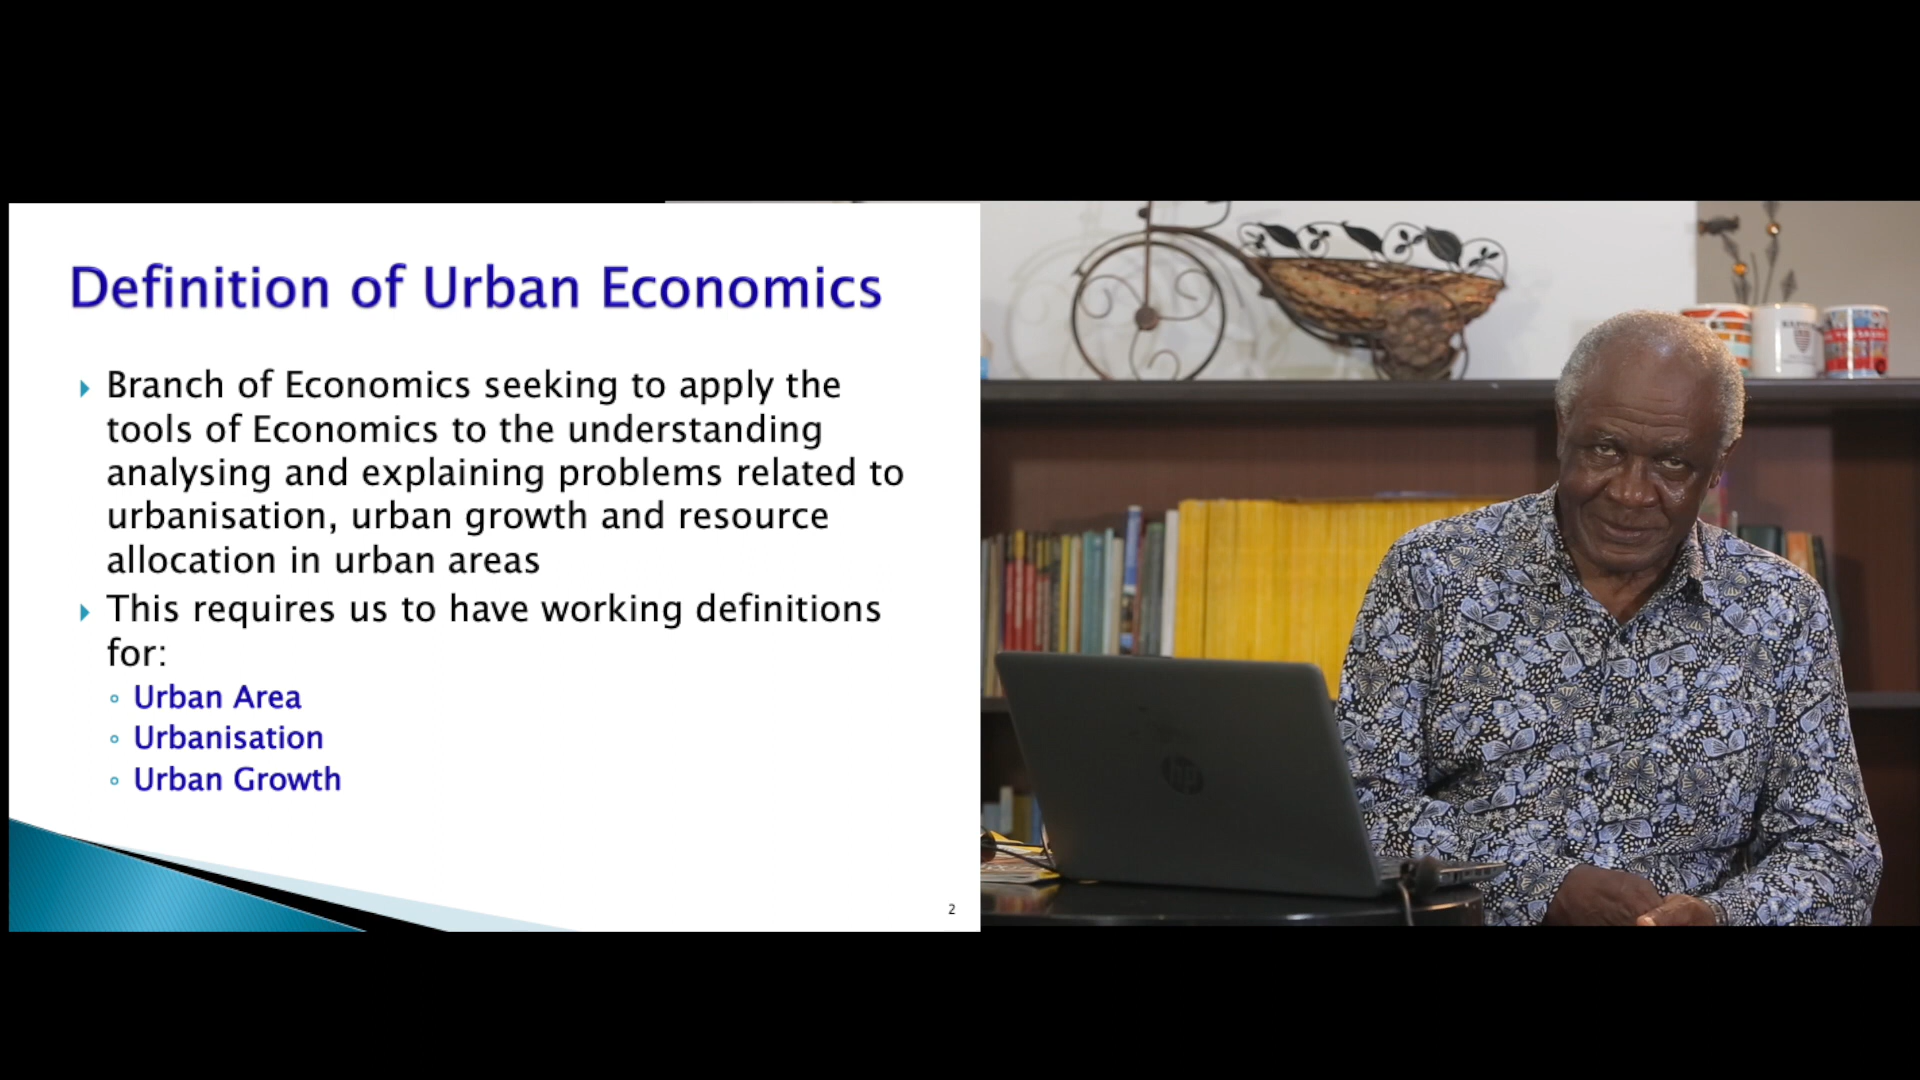 Definition of Urban Economics
Branch of Economics seeking to apply the
tools of Economics to the understanding
analysing and explaining problems related to
urbanisation, urban growth and resource
allocation in urban areas
This requires us to have working definitions
for:
Urban Area
Urbanisation
Urban Growth
2
hp